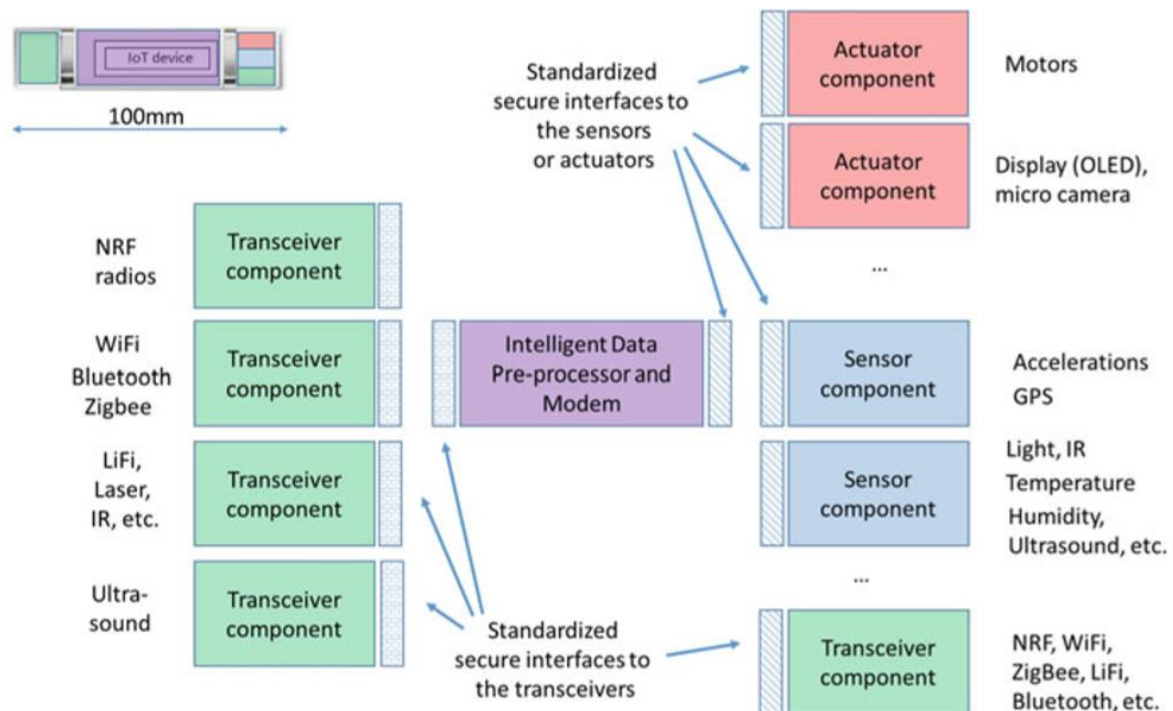 IoT device
100mm
Standardized
secure interfaces to
the sensors
or actuators
Actuator
component
Motors
Actuator
component
Display (OLED),
micro camera
...
NRF
radios
Transceiver
component
WiFi
Bluetooth
Zigbee
Transceiver
component
Intelligent Data
Pre-processor and
Modem
Sensor
component
Accelerations
GPS
LiFi,
Laser,
IR, etc.
Transceiver
component
Sensor
component
Light, IR
Temperature
Humidity,
Ultrasound, etc.
...
Ultra-
sound
Transceiver
component
Standardized
secure interfaces to
the transceivers
Transceiver
component
NRF, WiFi,
ZigBee, LiFi,
Bluetooth, etc.